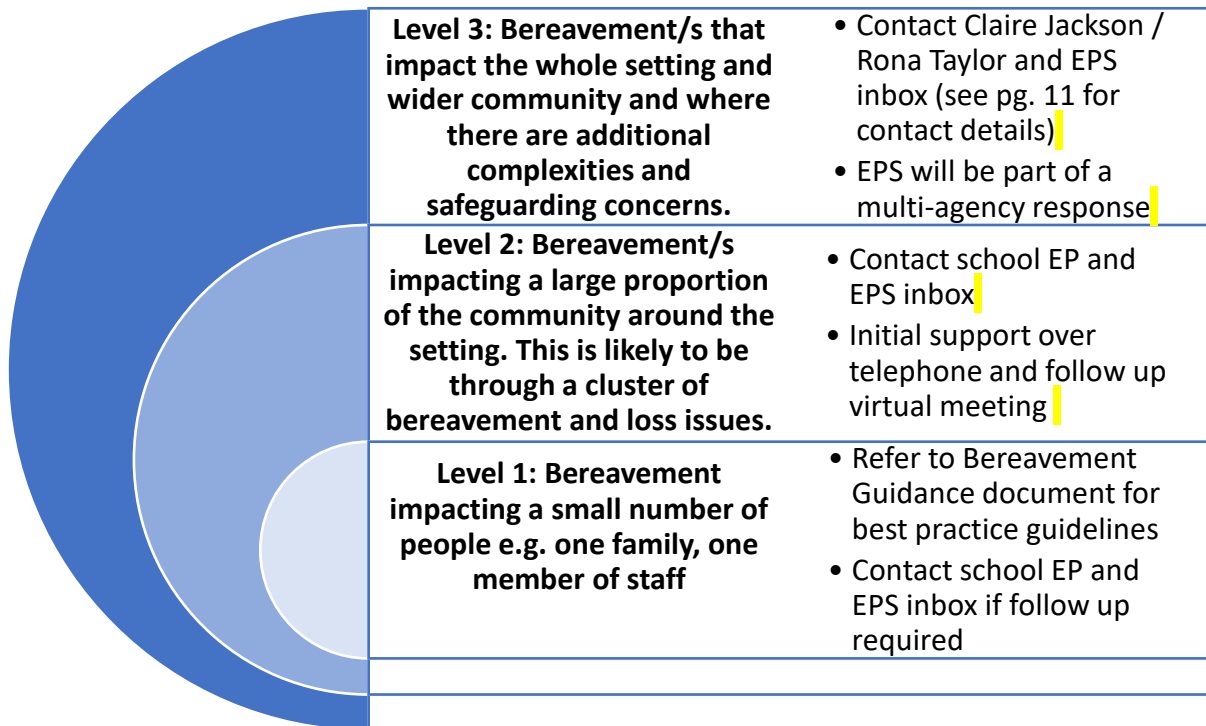 Level 3: Bereavement/s that
impact the whole setting and
wider community and where
there are additional
complexities and
safeguarding concerns.
• Contact Claire Jackson /
Rona Taylor and EPS
inbox (see pg. 11 for
contact details)
• EPS will be part of a
multi-agency response
Level 2: Bereavement/s
impacting a large proportion
of the community around the
setting. This is likely to be
through a cluster of
bereavement and loss issues.
• Contact school EP and
EPS inbox
• Initial support over
telephone and follow up
virtual meeting
Level 1: Bereavement
impacting a small number of
people e.g. one family, one
member of staff
• Refer to Bereavement
Guidance document for
best practice guidelines
• Contact school EP and
EPS inbox if follow up
required